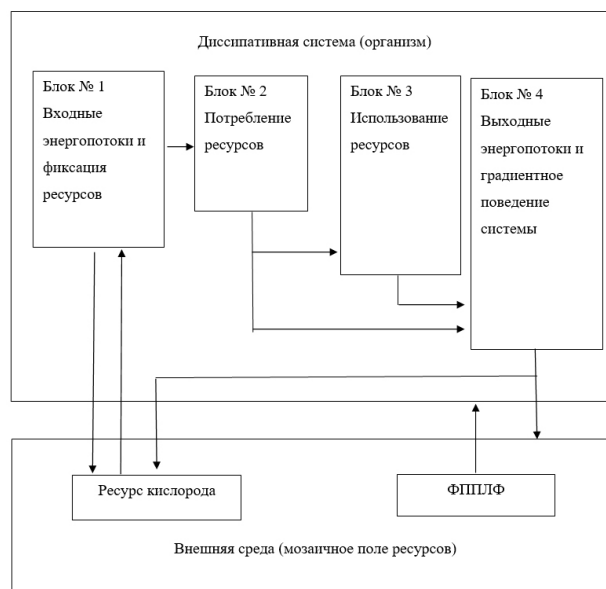 Диссипативная система (организм)
Блок № 1
Входные
энергопотоки и
фиксация
ресурсов
Блок № 2
Потребление
ресурсов
Блок № 3
Использование
ресурсов
Блок № 4
Выходные
энергопотоки и
градиентное
поведение
системы
Ресурс кислорода
ФППЛФ
Внешняя среда (мозаичное поле ресурсов)